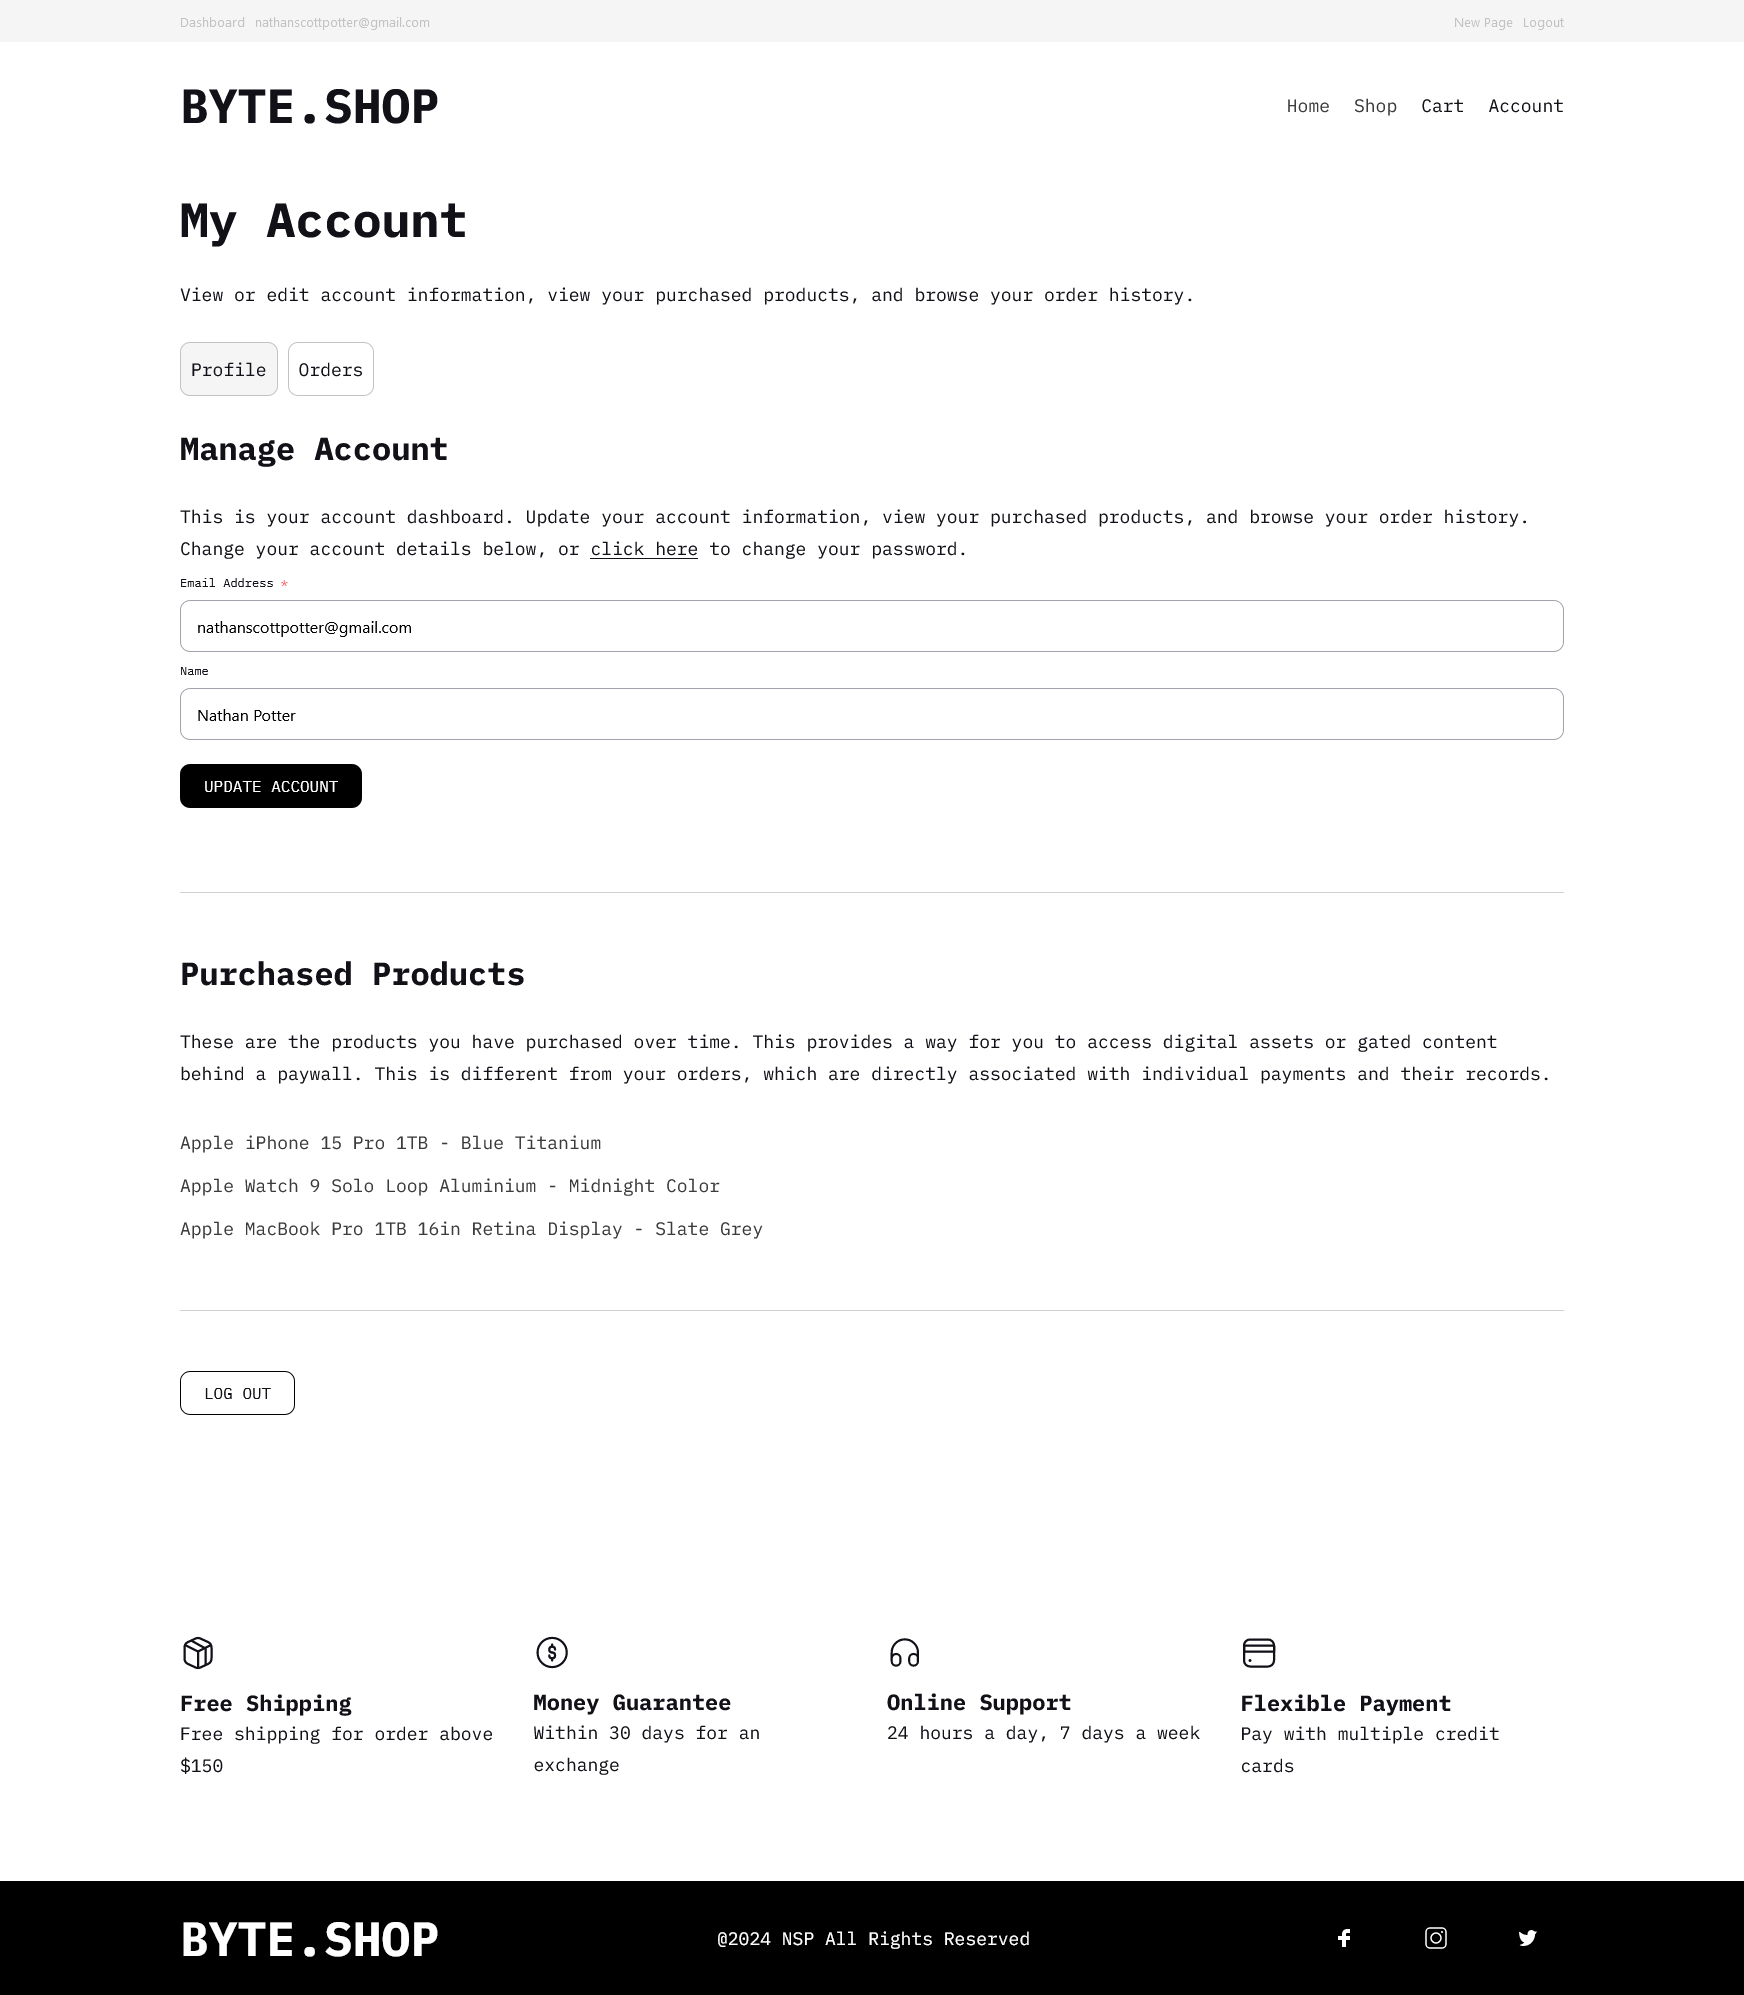 Dashboard nathanscottpotter@gmail.com New Page Logout
BYTE.SHOP
Home Shop Cart Account
My Account
View or edit account information, view your purchased products, and browse your order history.
Profile Orders
Manage Account
This is your account dashboard. Update your account information, view your purchased products, and browse your order history.
Change your account details below, or click here to change your password.
Email Address *
nathanscottpotter@gmail.com
Name
Nathan Potter
UPDATE ACCOUNT
Purchased Products
These are the products you have purchased over time. This provides a way for you to access digital assets or gated content
behind a paywall. This is different from your orders, which are directly associated with individual payments and their records.
Apple iPhone 15 Pro 1TB - Blue Titanium
Apple Watch 9 Solo Loop Aluminium - Midnight Color
Apple MacBook Pro 1TB 16in Retina Display - Slate Grey
LOG OUT
Free Shipping
Free shipping for order above
$150
Money Guarantee
Within 30 days for an
exchange
Online Support
24 hours a day, 7 days a week
Flexible Payment
Pay with multiple credit
cards
BYTE.SHOP
@2024 NSP All Rights Reserved